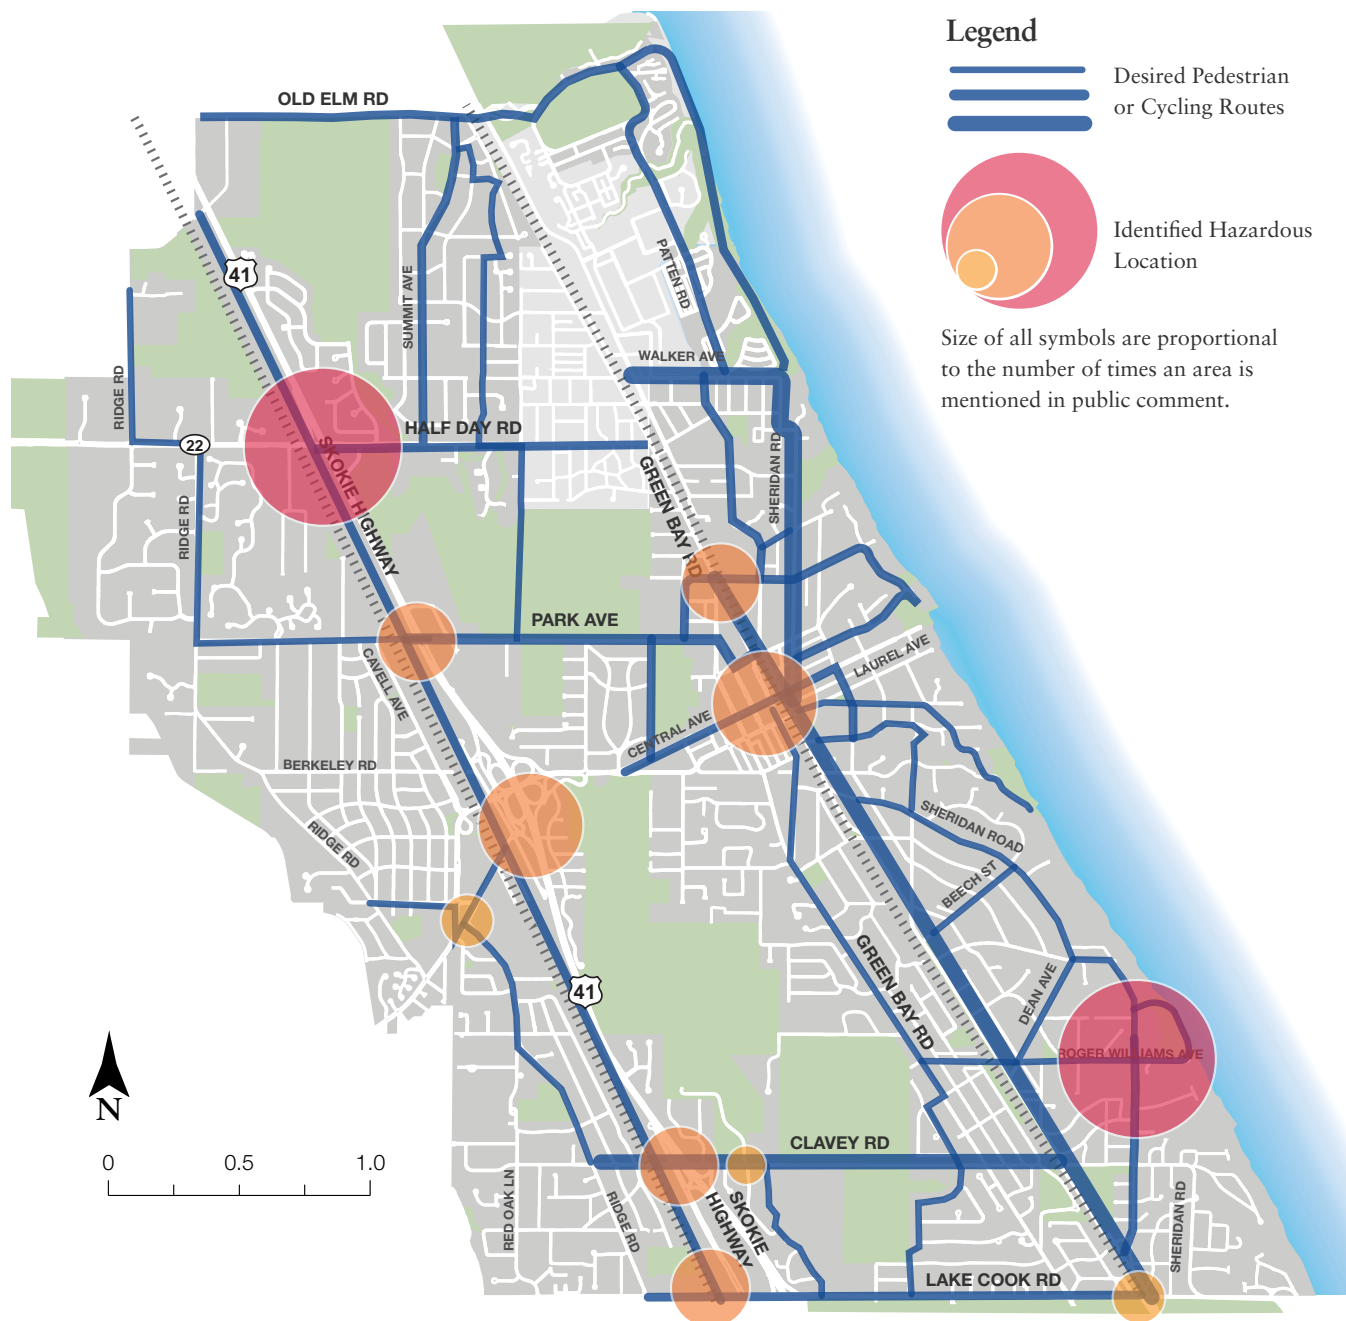 Legend
Desired Pedestrian
or Cycling Routes
Identified Hazardous
Location
Size of all symbols are proportional
to the number of times an area is
mentioned in public comment.
OLD ELM RD
41
SUMMIT AVE
PATTEN RD
WALKER AVE
RIDGE RD
HALF DAY RD
22
SKOKIE HIGHWAY
GREEN BAY RD
SHERIDAN RD
RIDGE RD
PARK AVE
CAVELL AVE
LAUREL AVE
CENTRAL AVE
BERKELEY RD
RIDGE RD
SHERIDAN ROAD
BEECH ST
GREEN BAY RD
DEAN AVE
41
ROGER WILLIAMS AVE
N
0 0.5 1.0
CLAVEY RD
RED OAK LN
RIDGE RD
SKOKIE
HIGHWAY
SHERIDAN RD
LAKE COOK RD